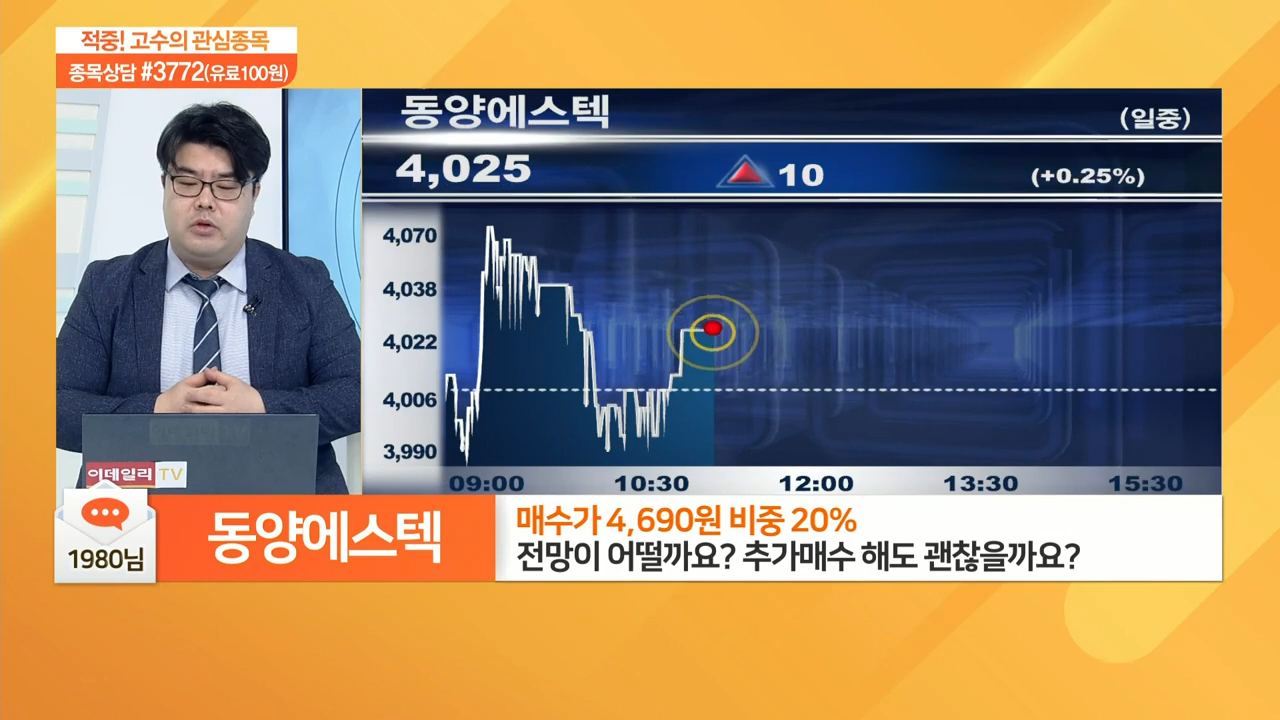 적중! 고수의 관심종목
종목상담 #3772(유료100원)
동양에스텍
(일중)
4,025
10
(+0.25%)
4,070
4,038
4,022
4,006
3,990
09:00
10:30
12:00
13:30
15:30
이데일리 TV
1980님
동양에스텍
매수가 4,690원 비중 20%
전망이 어떨까요? 추가매수 해도 괜찮을까요?